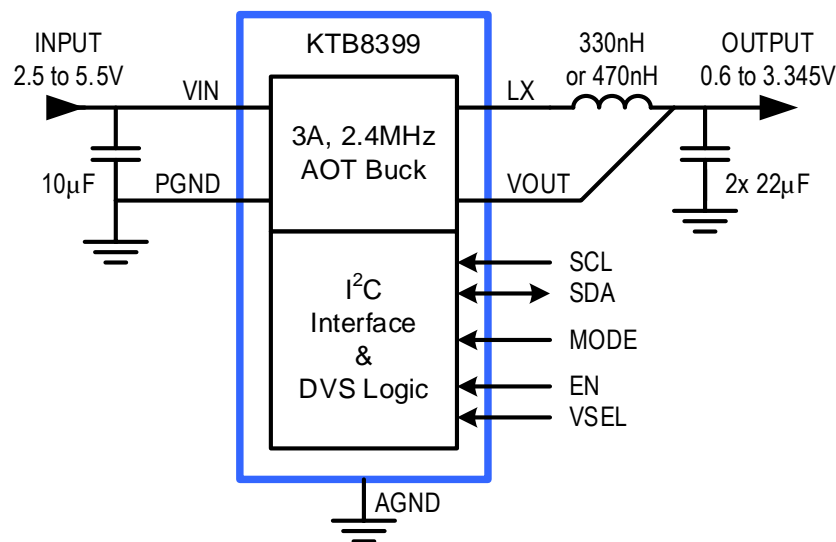 INPUT
2.5 to 5.5V
KTB8399
330nH
or 470nH
OUTPUT
0.6 to 3.345V
VIN
LX
3A, 2.4MHz
AOT Buck
10μF
PGND
VOUT
2x 22μF
I²C
Interface
&
DVS Logic
SCL
SDA
MODE
EN
VSEL
AGND